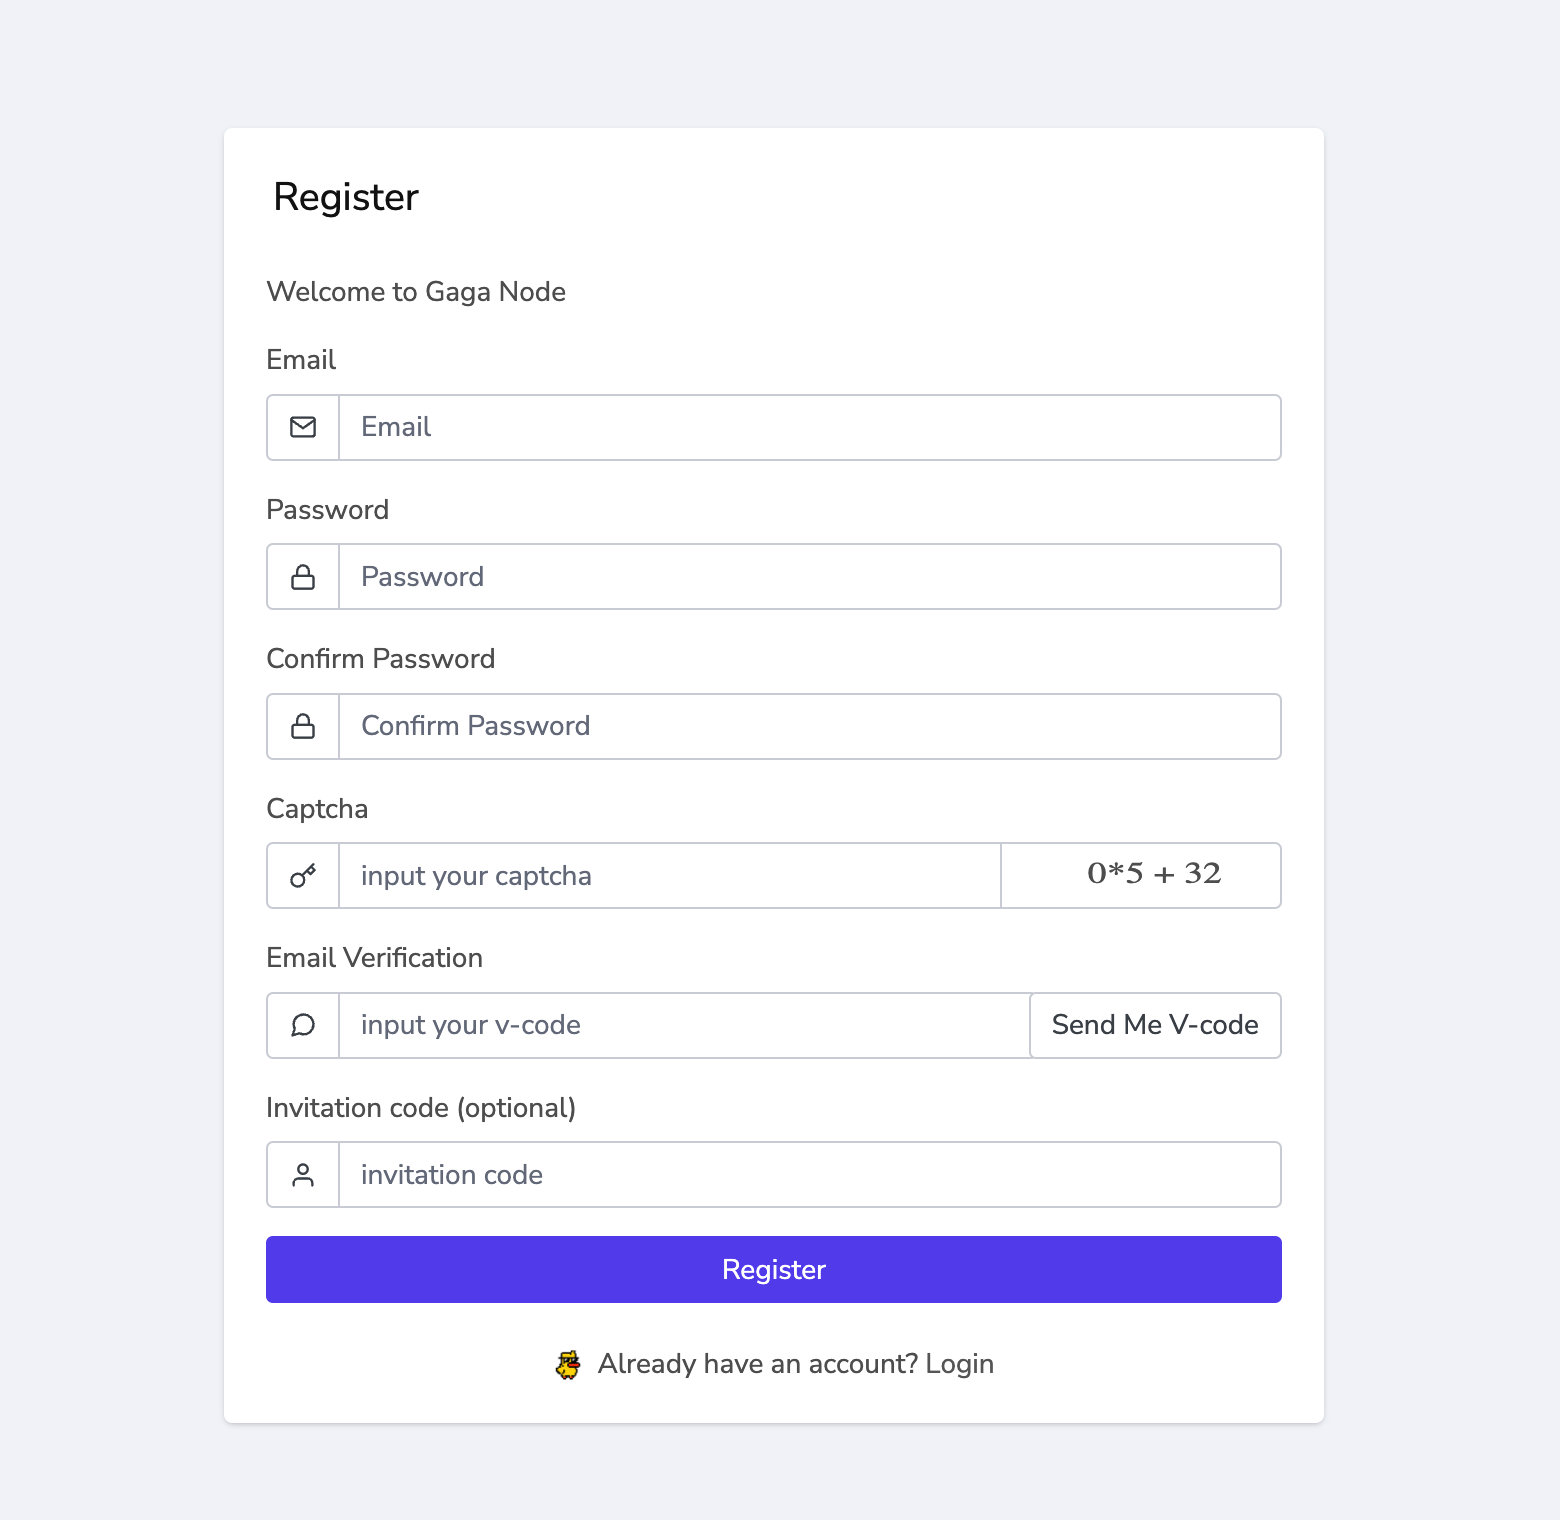 Register
Welcome to Gaga Node
Email
Email
Password
Password
Confirm Password
Confirm Password
Captcha
input your captcha 0*5 + 32
Email Verification
input your v-code Send Me V-code
Invitation code (optional)
invitation code
Register
Already have an account? Login